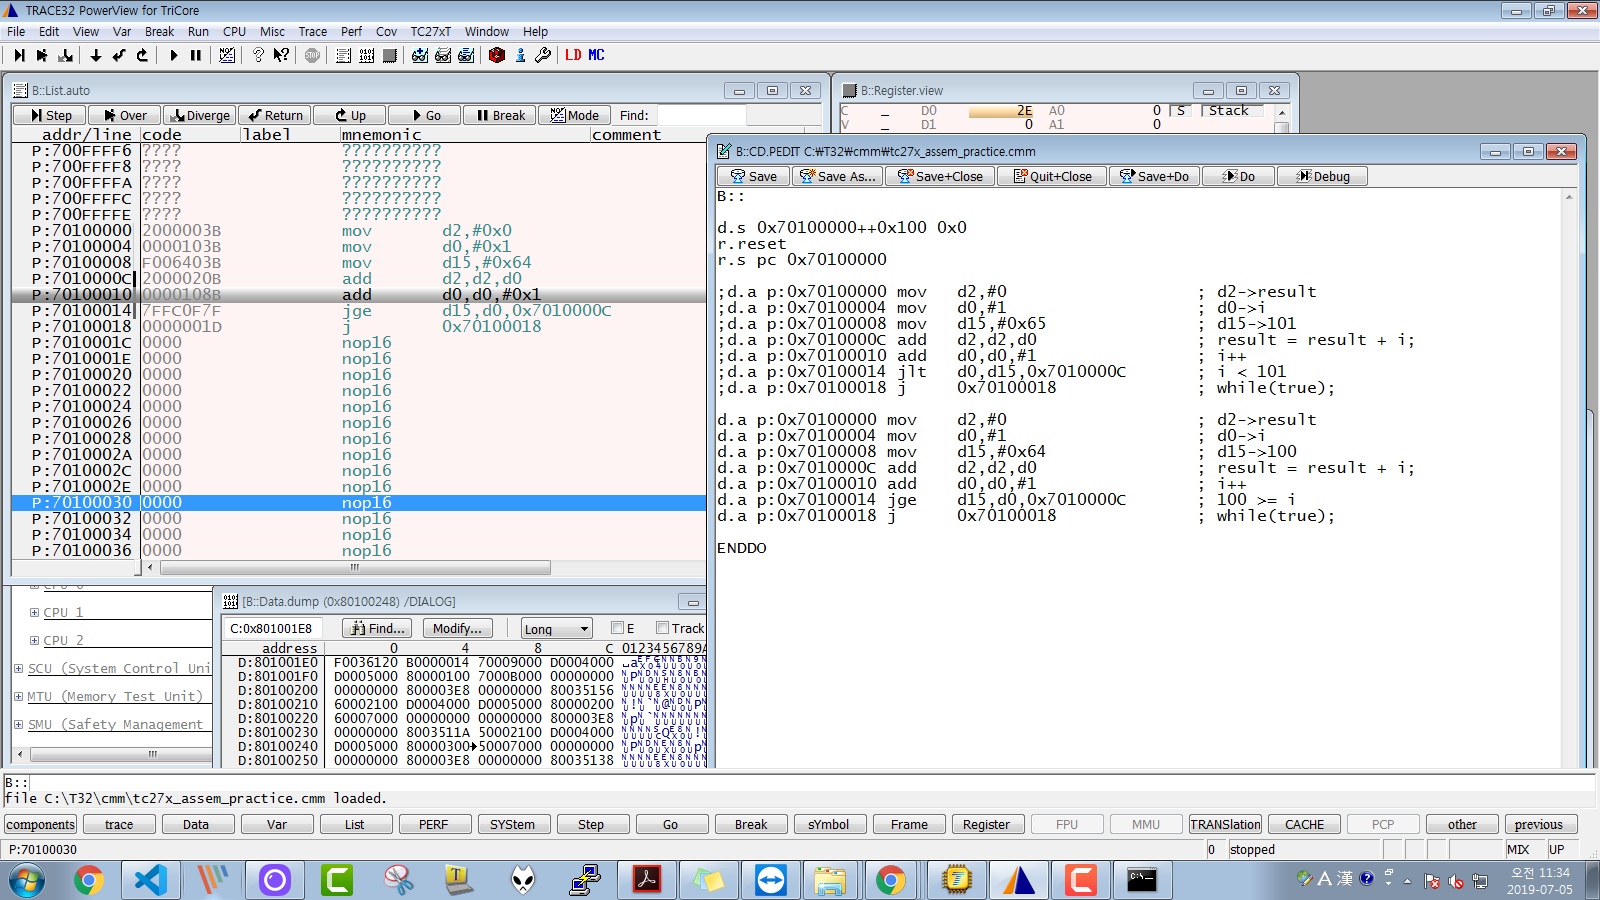 TRACE32 PowerView for TriCore
File Edit View Var Break Run CPU Misc Trace Perf Cov TC27xT Window Help
LD MC
B::List.auto
Step Over Diverge Return Up Go Break Mode Find:
addr/line code label mnemonic comment
P:700FFFF6 ???? ??????????
P:700FFFF8 ???? ??????????
P:700FFFFA ???? ??????????
P:700FFFFC ???? ??????????
P:700FFFFE ???? ??????????
P:70100000 2000003B mov d2,#0x0
P:70100004 0000103B mov d0,#0x1
P:70100008 F006403B mov d15,#0x64
P:7010000C 2000020B add d2,d2,d0
P:70100010 0000108B add d0,d0,#0x1
P:70100014 7FFC0F7F jge d15,d0,0x7010000C
P:70100018 0000001D j 0x70100018
P:7010001C 0000 nop16
P:7010001E 0000 nop16
P:70100020 0000 nop16
P:70100022 0000 nop16
P:70100024 0000 nop16
P:70100026 0000 nop16
P:70100028 0000 nop16
P:7010002A 0000 nop16
P:7010002C 0000 nop16
P:7010002E 0000 nop16
P:70100030 0000 nop16
P:70100032 0000 nop16
P:70100034 0000 nop16
P:70100036 0000 nop16
B::Register.view
C _ D0 2E A0 0 S Stack
V _ D1 0 A1 0
B::CD.PEDIT C:₩T32₩cmm₩tc27x_assem_practice.cmm
Save Save As... Save+Close Quit+Close Save+Do Do Debug
B::
d.s 0x70100000++0x100 0x0
r.reset
r.s pc 0x70100000
;d.a p:0x70100000 mov d2,#0 ; d2->result
;d.a p:0x70100004 mov d0,#1 ; d0->i
;d.a p:0x70100008 mov d15,#0x65 ; d15->101
;d.a p:0x7010000C add d2,d2,d0 ; result = result + i;
;d.a p:0x70100010 add d0,d0,#1 ; i++
;d.a p:0x70100014 jlt d0,d15,0x7010000C ; i < 101
;d.a p:0x70100018 j 0x70100018 ; while(true);
d.a p:0x70100000 mov d2,#0 ; d2->result
d.a p:0x70100004 mov d0,#1 ; d0->i
d.a p:0x70100008 mov d15,#0x64 ; d15->100
d.a p:0x7010000C add d2,d2,d0 ; result = result + i;
d.a p:0x70100010 add d0,d0,#1 ; i++
d.a p:0x70100014 jge d15,d0,0x7010000C ; 100 >= i
d.a p:0x70100018 j 0x70100018 ; while(true);
ENDDO
CPU 1
CPU 2
SCU (System Control Uni
MTU (Memory Test Unit)
SMU (Safety Management
[B::Data.dump (0x80100248) /DIALOG]
C:0x801001E8 Find... Modify... Long E Track
address 0 4 8 C 0123456789A
D:801001E0 F0036120 B0000014 70009000 D0004000
D:801001F0 D0005000 80000100 7000B000 00000000
D:80100200 00000000 800003E8 00000000 80035156
D:80100210 60002100 D0004000 D0005000 80000200
D:80100220 60007000 00000000 00000000 800003E8
D:80100230 00000000 8003511A 50002100 D0004000
D:80100240 D0005000 80000300 50007000 00000000
D:80100250 00000000 800003E8 00000000 80035138
B::
file C:\T32\cmm\tc27x_assem_practice.cmm loaded.
components trace Data Var List PERF SYStem Step Go Break sYmbol Frame Register FPU MMU TRANSlation CACHE PCP other previous
P:70100030 0 stopped MIX UP
A 漢 오전 11:34
2019-07-05